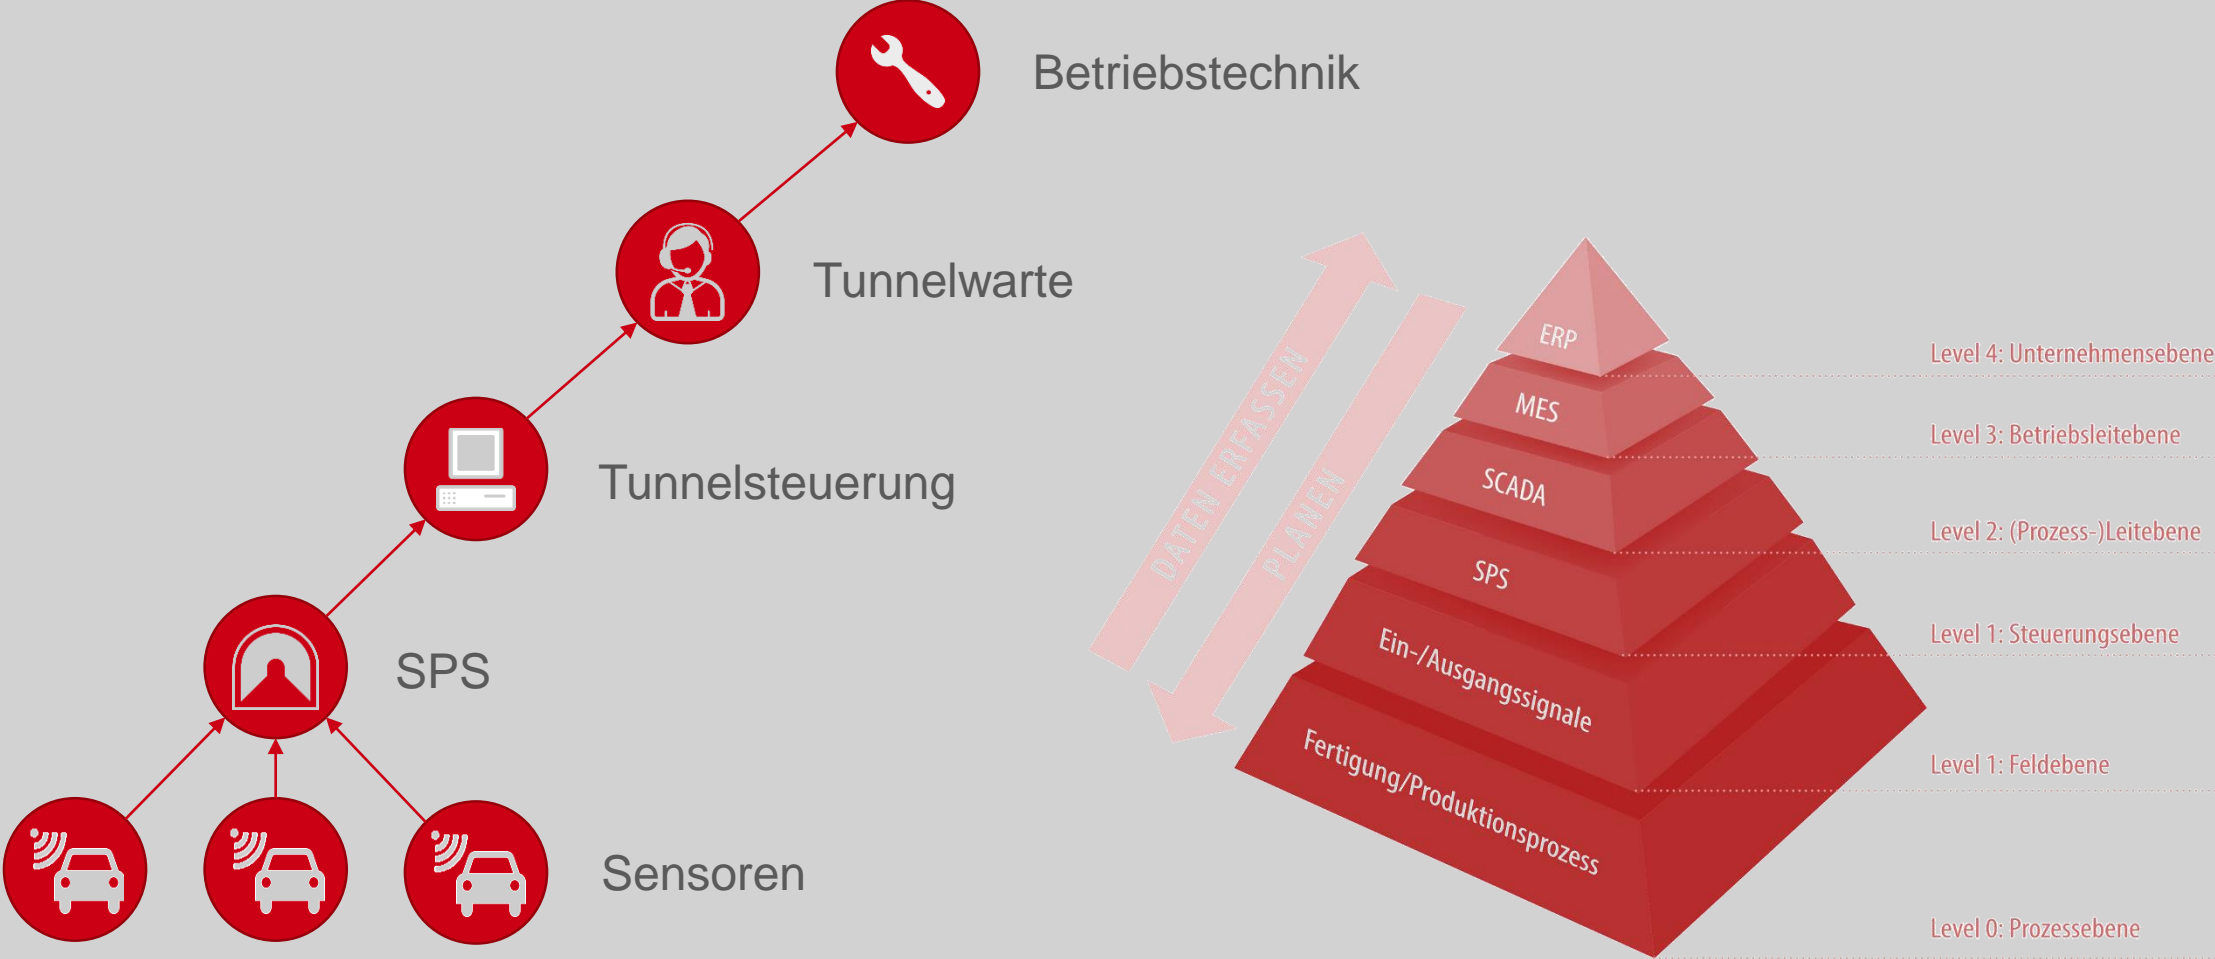 Betriebstechnik
Tunnelwarte
Tunnelsteuerung
SPS
Sensoren
DATEN ERFASSEN
PLANEN
ERP
MES
SCADA
SPS
Ein-/Ausgangssignale
Fertigung/Produktionsprozess
Level 4: Unternehmensebene
Level 3: Betriebsleitebene
Level 2: (Prozess-)Leitebene
Level 1: Steuerungsebene
Level 1: Feldebene
Level 0: Prozessebene